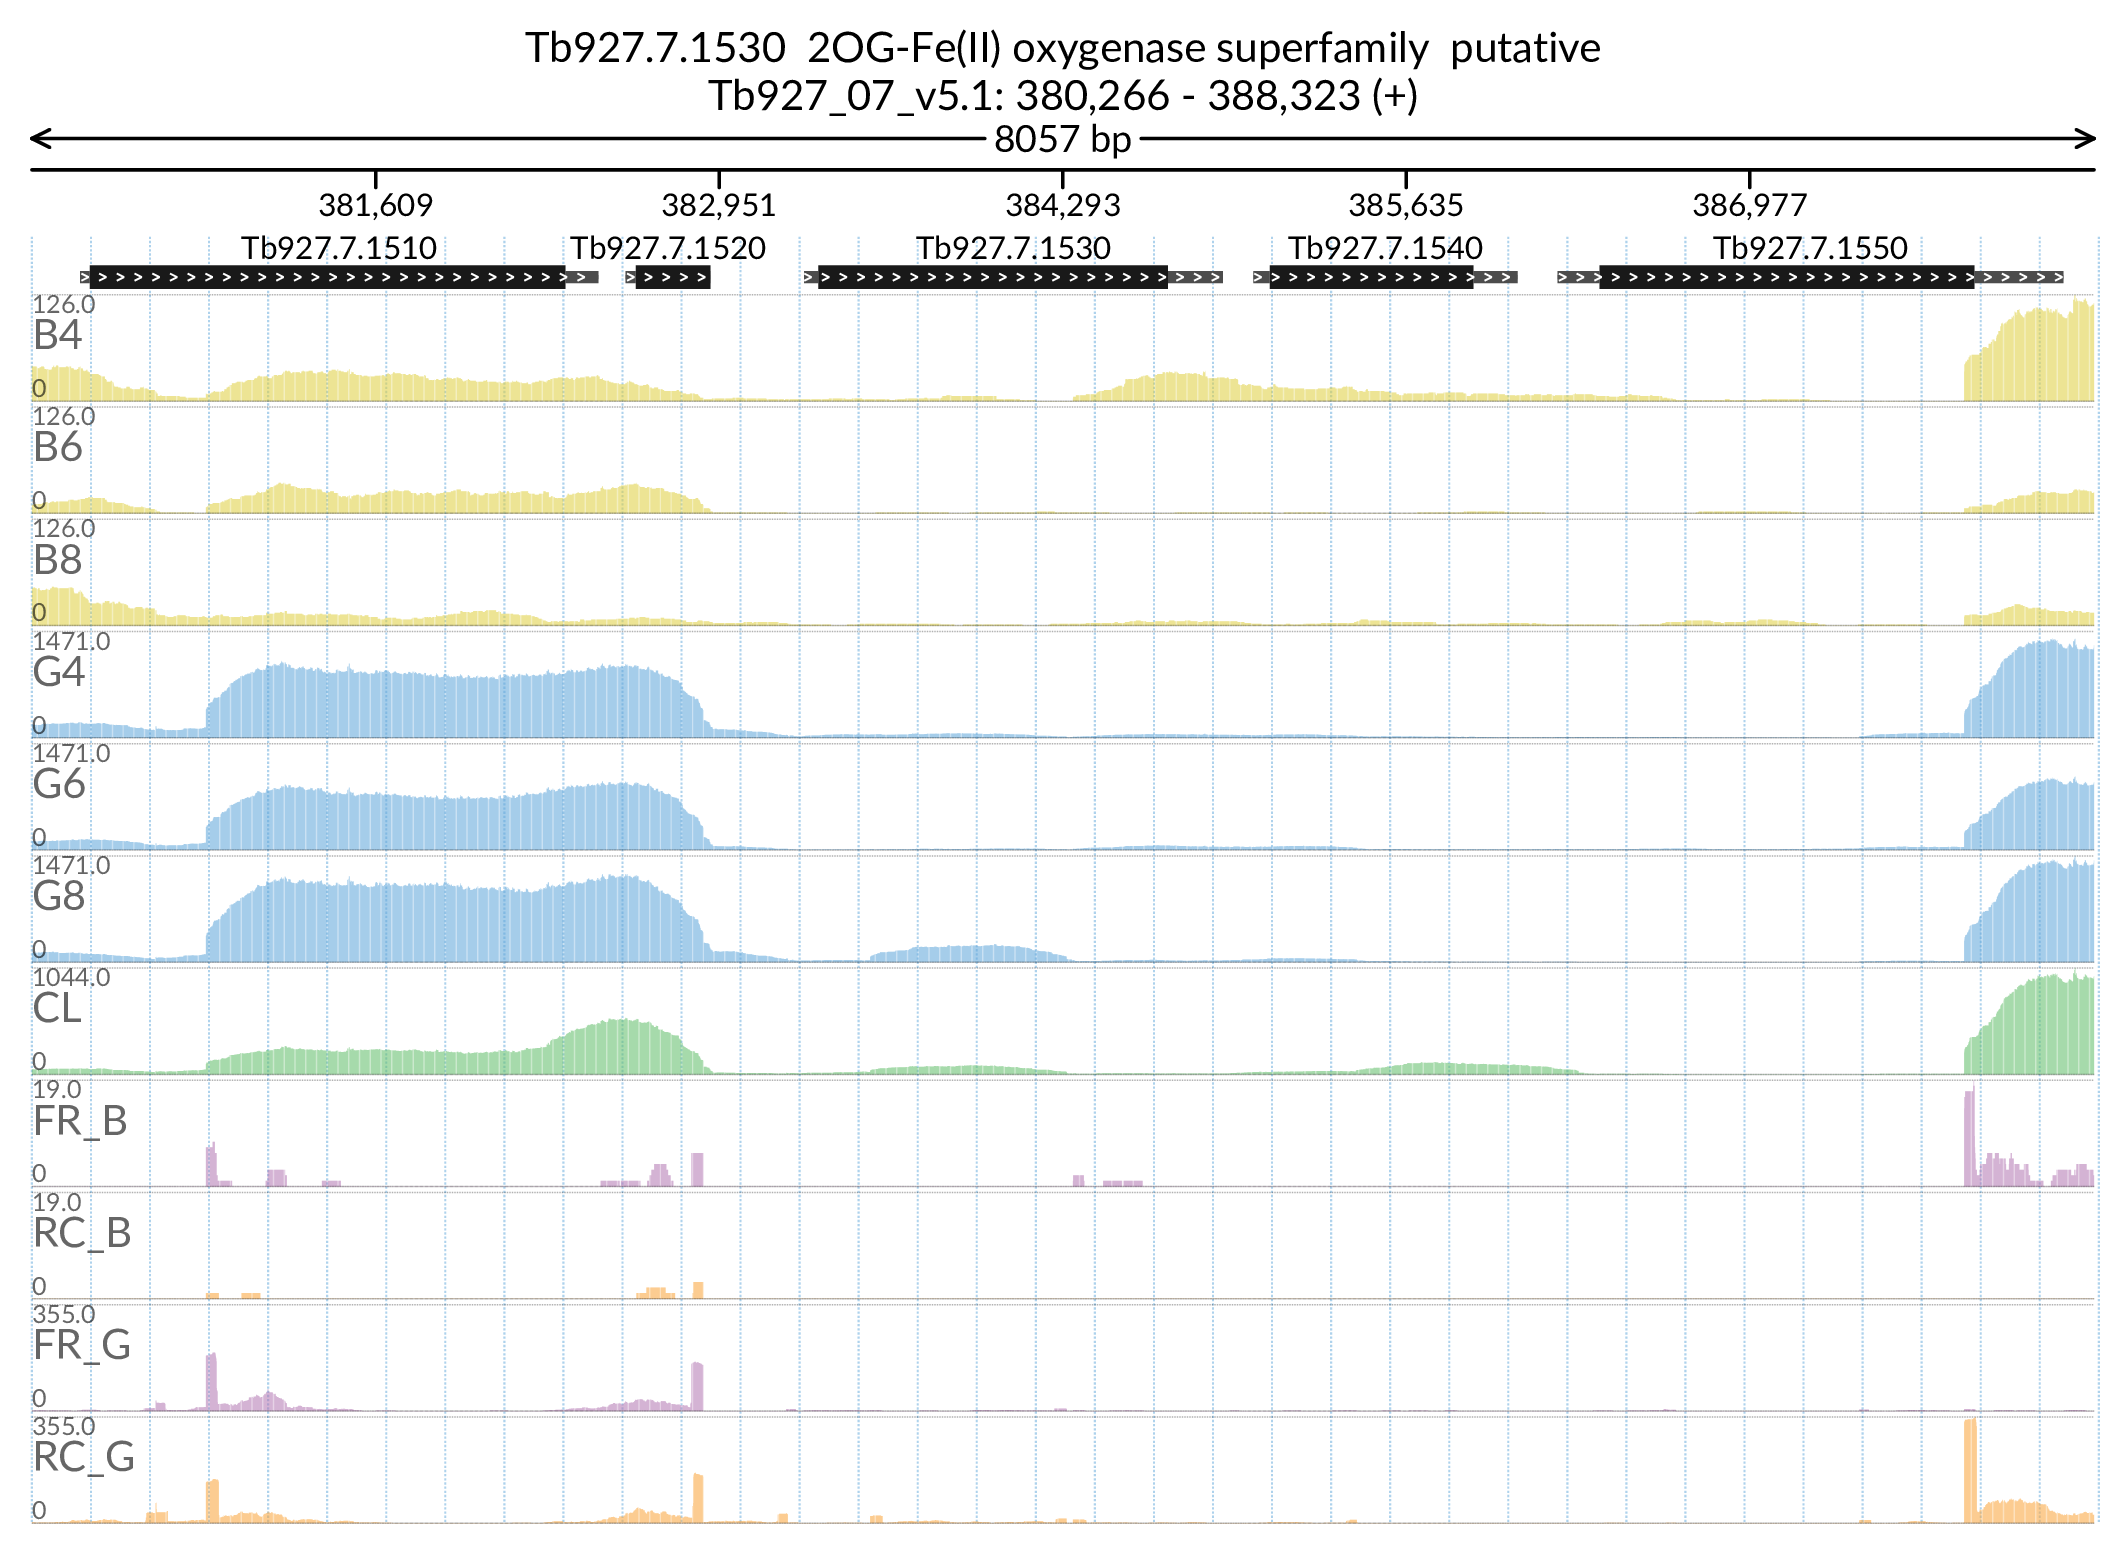 Tb927.7.1530 2OG-Fe(II) oxygenase superfamily putative
Tb927_07_v5.1: 380,266 - 388,323 (+)
8057 bp
381,609 382,951 384,293 385,635 386,977
Tb927.7.1510 Tb927.7.1520 Tb927.7.1530 Tb927.7.1540 Tb927.7.1550
126.0
B4
0
126.0
B6
0
126.0
B8
0
1471.0
G4
0
1471.0
G6
0
1471.0
G8
0
1044.0
CL
0
19.0
FR_B
0
19.0
RC_B
0
355.0
FR_G
0
355.0
RC_G
0